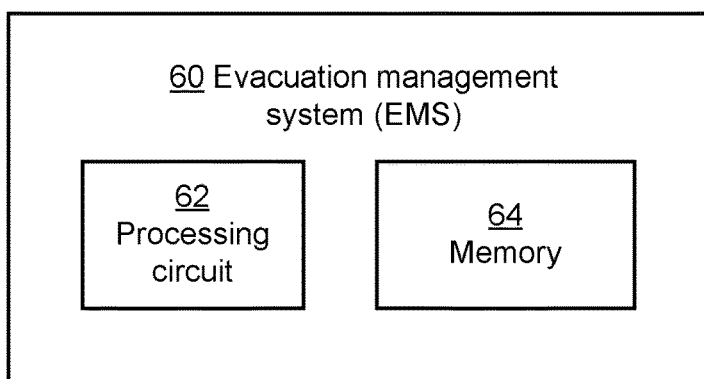 60 Evacuation management
system (EMS)
62
Processing
circuit
64
Memory